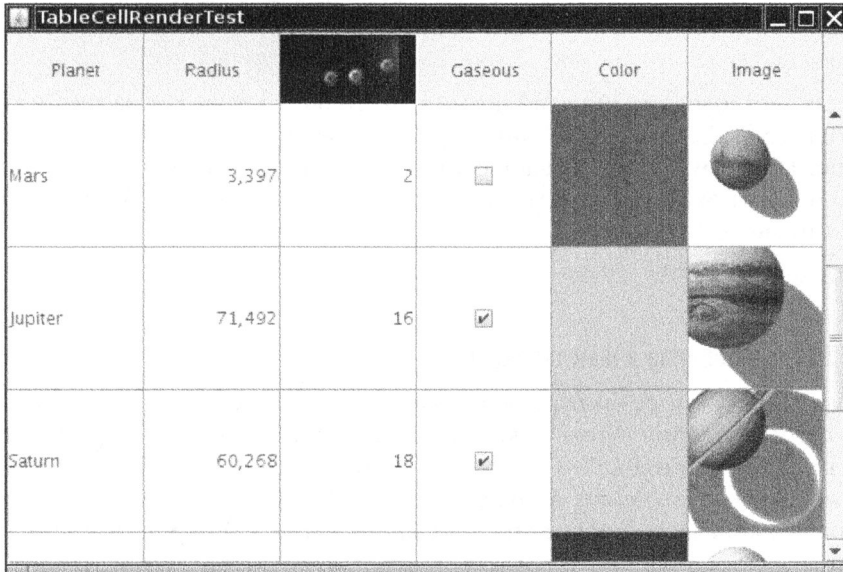 TableCellRenderTest
Planet Radius Gaseous Color Image
Mars 3,397 2
Jupiter 71,492 16
Saturn 60,268 18